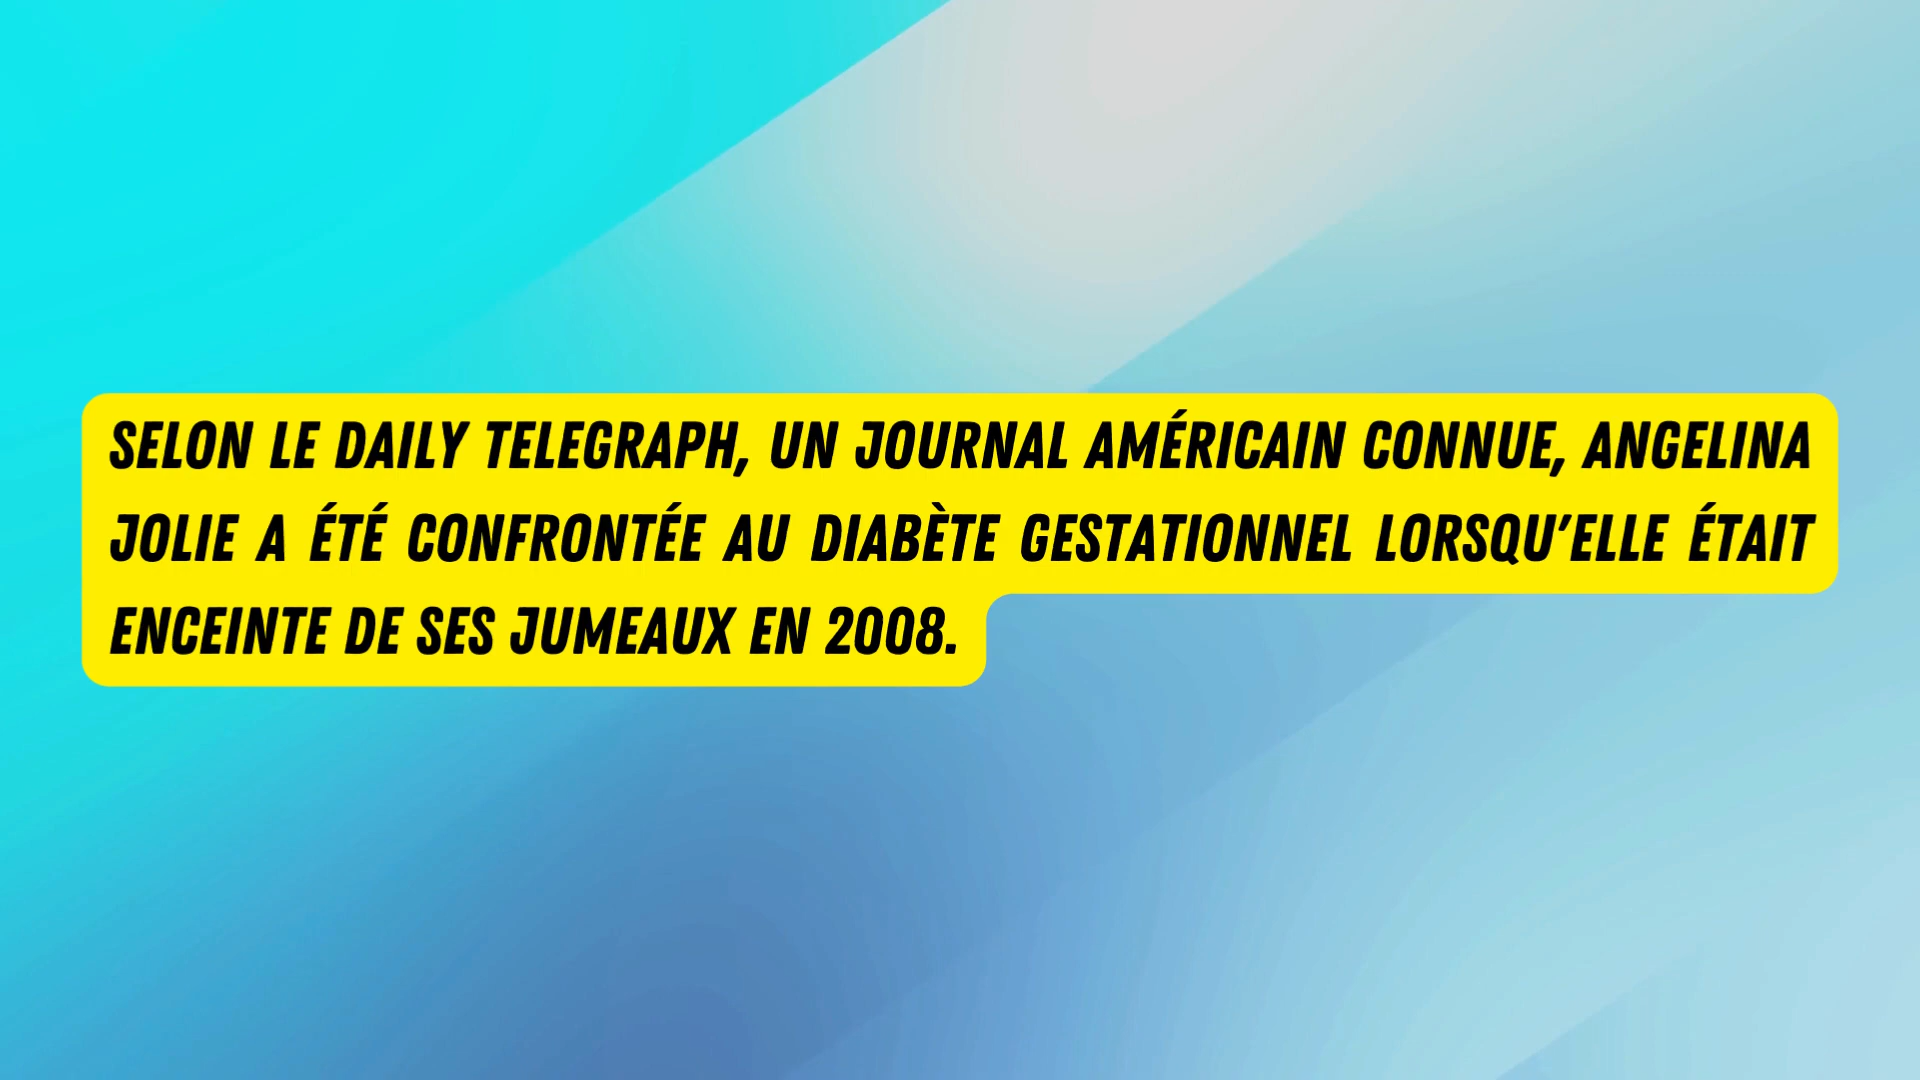 SELON LE DAILY TELEGRAPH, UN JOURNAL AMÉRICAIN CONNUE, ANGELINA
JOLIE A ÉTÉ CONFRONTÉE AU DIABÈTE GESTATIONNEL LORSQU'ELLE ÉTAIT
ENCEINTE DE SES JUMEAUX EN 2008.